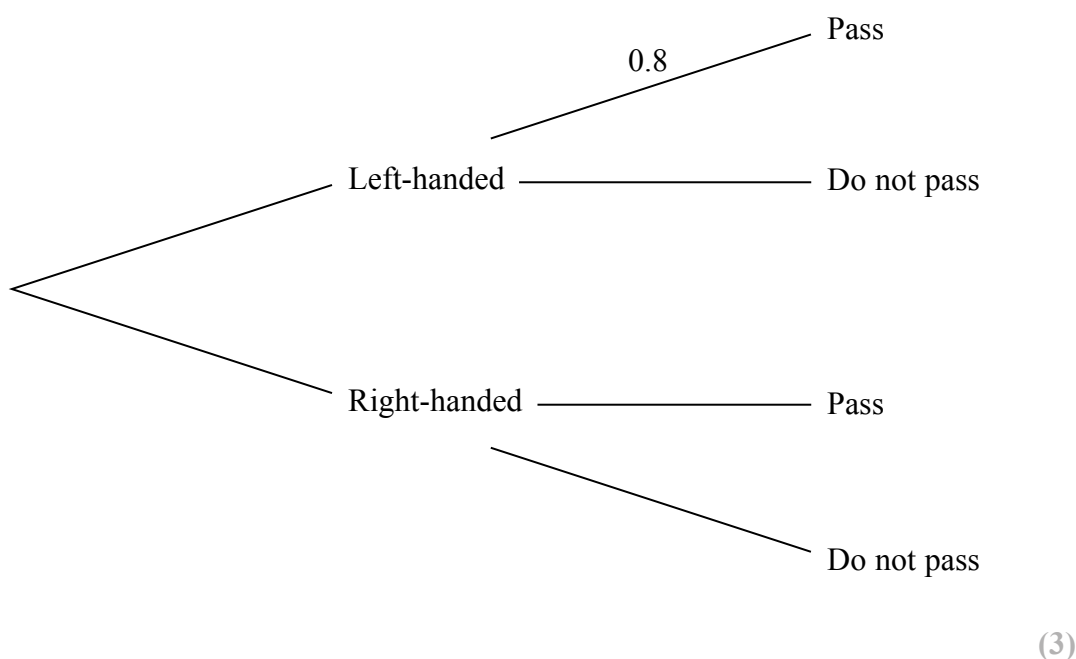 Pass
0.8
Left-handed
Do not pass
Right-handed
Pass
Do not pass
(3)